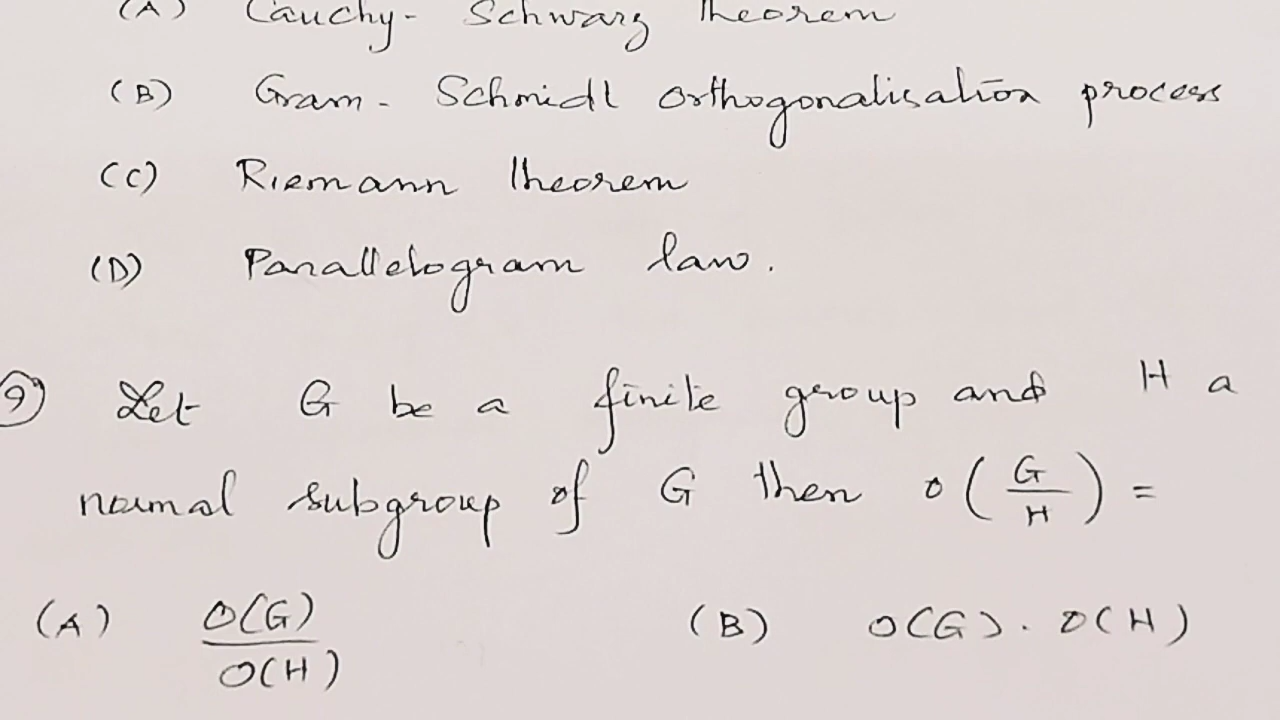 (A) Cauchy- Schwarz Theorem
(B) Gram- Schmidt Orthogonalisation process
(C) Riemann Theorem
(D) Parallelogram law.
9) Let G be a finite group and H a
normal subgroup of G then o(G/H) =
(A) O(G)/O(H) (B) o(G). o(H)